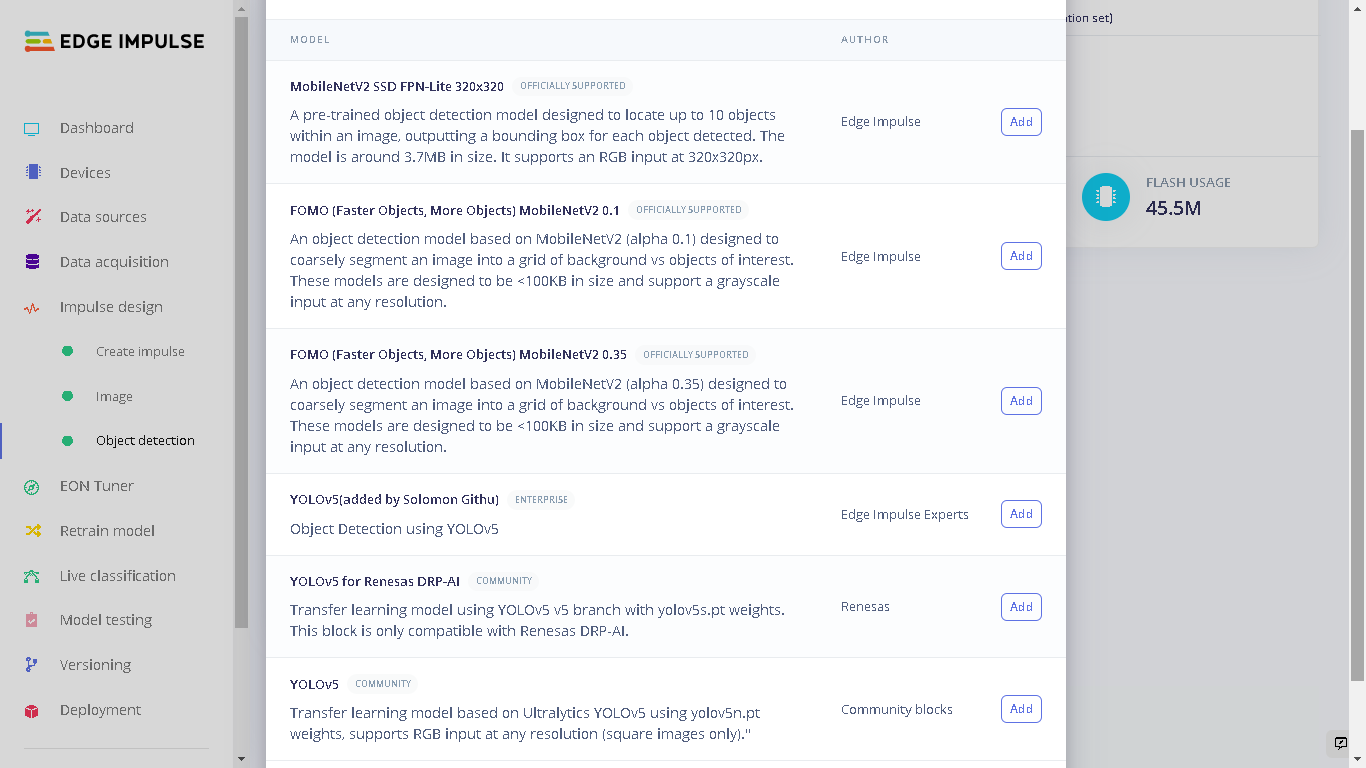 EDGE IMPULSE
Dashboard
Devices
Data sources
Data acquisition
Impulse design
Create impulse
Image
Object detection
EON Tuner
Retrain model
Live classification
Model testing
Versioning
Deployment
MODEL AUTHOR
MobileNetV2 SSD FPN-Lite 320x320 OFFICIALLY SUPPORTED
A pre-trained object detection model designed to locate up to 10 objects
within an image, outputting a bounding box for each object detected. The
model is around 3.7MB in size. It supports an RGB input at 320x320px.
Edge Impulse
Add
FOMO (Faster Objects, More Objects) MobileNetV2 0.1 OFFICIALLY SUPPORTED
An object detection model based on MobileNetV2 (alpha 0.1) designed to
coarsely segment an image into a grid of background vs objects of interest.
These models are designed to be <100KB in size and support a grayscale
input at any resolution.
Edge Impulse
Add
FOMO (Faster Objects, More Objects) MobileNetV2 0.35 OFFICIALLY SUPPORTED
An object detection model based on MobileNetV2 (alpha 0.35) designed to
coarsely segment an image into a grid of background vs objects of interest.
These models are designed to be <100KB in size and support a grayscale
input at any resolution.
Edge Impulse
Add
YOLOv5(added by Solomon Githu) ENTERPRISE
Object Detection using YOLOv5
Edge Impulse Experts
Add
YOLOv5 for Renesas DRP-AI COMMUNITY
Transfer learning model using YOLOv5 v5 branch with yolov5s.pt weights.
This block is only compatible with Renesas DRP-AI.
Renesas
Add
YOLOv5 COMMUNITY
Transfer learning model based on Ultralytics YOLOv5 using yolov5n.pt
weights, supports RGB input at any resolution (square images only)."
Community blocks
Add
tion set)
FLASH USAGE
45.5M